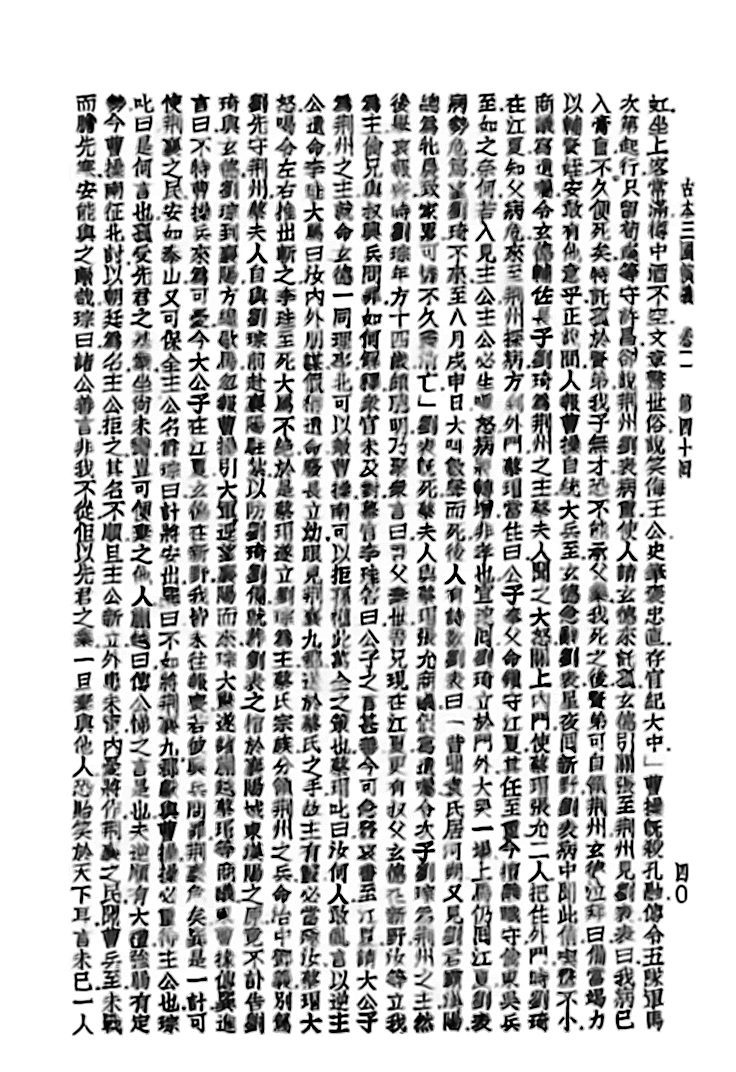 古本三國演義 卷二 第四十回 四〇
虹坐上客常滿樽中酒不空文章驚世俗說笑侮王公史筆褒忠直存官紀大中」曹操既殺孔融傳令五隊軍馬
次第起行只留荀彧等守許昌卻說荊州劉表病重使人請玄德來託孤玄德引關張至荊州見劉表表曰我病已
入膏肓不久便死矣特託孤於賢弟我子無才恐不能承父業我死之後賢弟可自領荊州玄德泣拜曰備當竭力
以輔賢姪安敢有他意乎正說間人報曹操自統大兵至玄德急辭劉表星夜回新野劉表病中聞此信吃驚不小
商議寫遺囑令玄德輔佐長子劉琦為荊州之主蔡夫人聞之大怒關上內門使蔡瑁張允二人把住外門時劉琦
在江夏知父病危來至荊州探病方到外門蔡瑁當住曰公子奉父命鎮守江夏其任至重今擅離職守倘東吳兵
至如之奈何若入見主公主公必生嗔怒病將轉增非孝也宜速回劉琦立於門外大哭一場上馬仍回江夏劉表
病勢危篤望劉琦不來至八月戊申日大叫數聲而死後人有詩歎劉表曰「昔聞袁氏居河朔又見劉君霸漢陽
總為牝晨致家累可憐不久盡消亡」劉表既死蔡夫人與蔡瑁張允商議假寫遺囑令次子劉琮為荊州之主然
後舉哀報喪時劉琮年方十四歲頗聰明乃聚眾言曰吾父棄世吾兄現在江夏更有叔父玄德在新野汝等立我
為主倘兄與叔興兵問罪如何解釋眾官未及對幕官李珪答曰公子之言甚善今可急發哀書至江夏請大公子
為荊州之主就命玄德一同理事北可以敵曹操南可以拒孫權此萬全之策也蔡瑁叱曰汝何人敢亂言以逆主
公遺命李珪大罵曰汝內外朋謀假稱遺命廢長立幼眼見荊襄九郡送於蔡氏之手故主有靈必當殛汝蔡瑁大
怒喝令左右推出斬之李珪至死大罵不絕於是蔡瑁遂立劉琮為主蔡氏宗族分領荊州之兵命治中鄧義別駕
劉先守荊州蔡夫人自與劉琮前赴襄陽駐紮以防劉琦劉備就葬劉表之棺於襄陽城東漢陽之原竟不訃告劉
琦與玄德劉琮到襄陽方纔歇馬忽報曹操引大軍逕望襄陽而來琮大驚遂請蒯越蔡瑁等商議東曹掾傅巽進
言曰不特曹操兵來為可憂今大公子在江夏玄德在新野我皆未往報喪若彼興兵問罪荊襄危矣巽有一計可
使荊襄之民安如泰山又可保全主公名爵琮曰計將安出巽曰不如將荊襄九郡獻與曹操操必重待主公也琮
叱曰是何言也孤受先君之基業坐尚未穩豈可便棄之他人蒯越曰傅公悌之言是也夫逆順有大體強弱有定
勢今曹操南征北討以朝廷為名主公拒之其名不順且主公新立外患未寧內憂將作荊襄之民聞曹兵至未戰
而膽先寒安能與之敵哉琮曰諸公善言非我不從但以先君之業一旦棄與他人恐貽笑於天下耳言未已一人